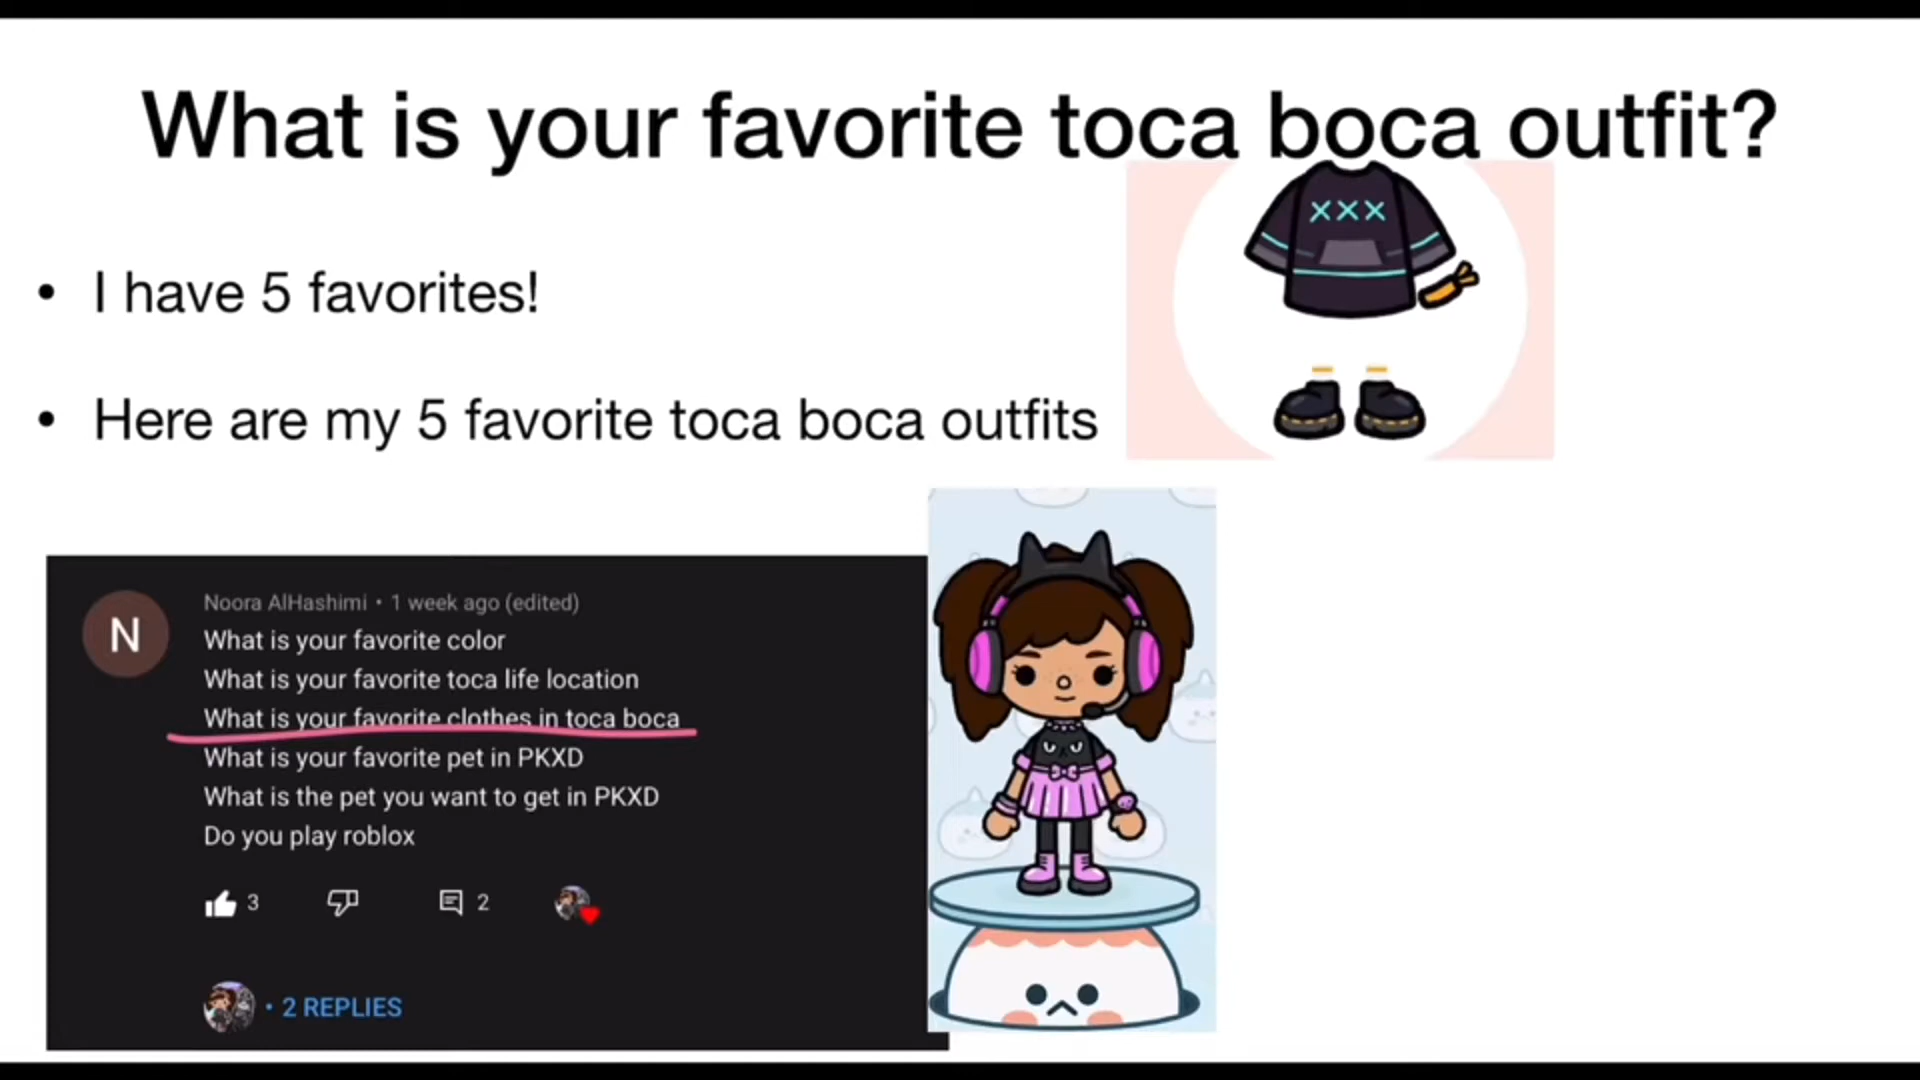 What is your favorite toca boca outfit?
XXX
• I have 5 favorites!
• Here are my 5 favorite toca boca outfits
N
Noora AlHashimi • 1 week ago (edited)
What is your favorite color
What is your favorite toca life location
What is your favorite clothes in toca boca
What is your favorite pet in PKXD
What is the pet you want to get in PKXD
Do you play roblox
3 2
• 2 REPLIES